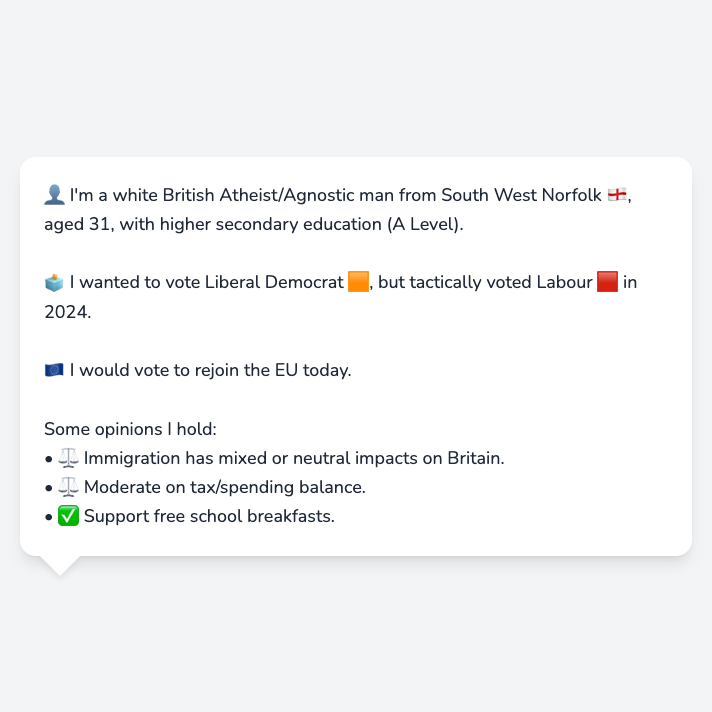 👤 I'm a white British Atheist/Agnostic man from South West Norfolk 🏴󠁧󠁢󠁥󠁮󠁧󠁿,
aged 31, with higher secondary education (A Level).
🗳️ I wanted to vote Liberal Democrat 🟧, but tactically voted Labour 🟥 in
2024.
🇪🇺 I would vote to rejoin the EU today.
Some opinions I hold:
• ⚖️ Immigration has mixed or neutral impacts on Britain.
• ⚖️ Moderate on tax/spending balance.
• ✅ Support free school breakfasts.